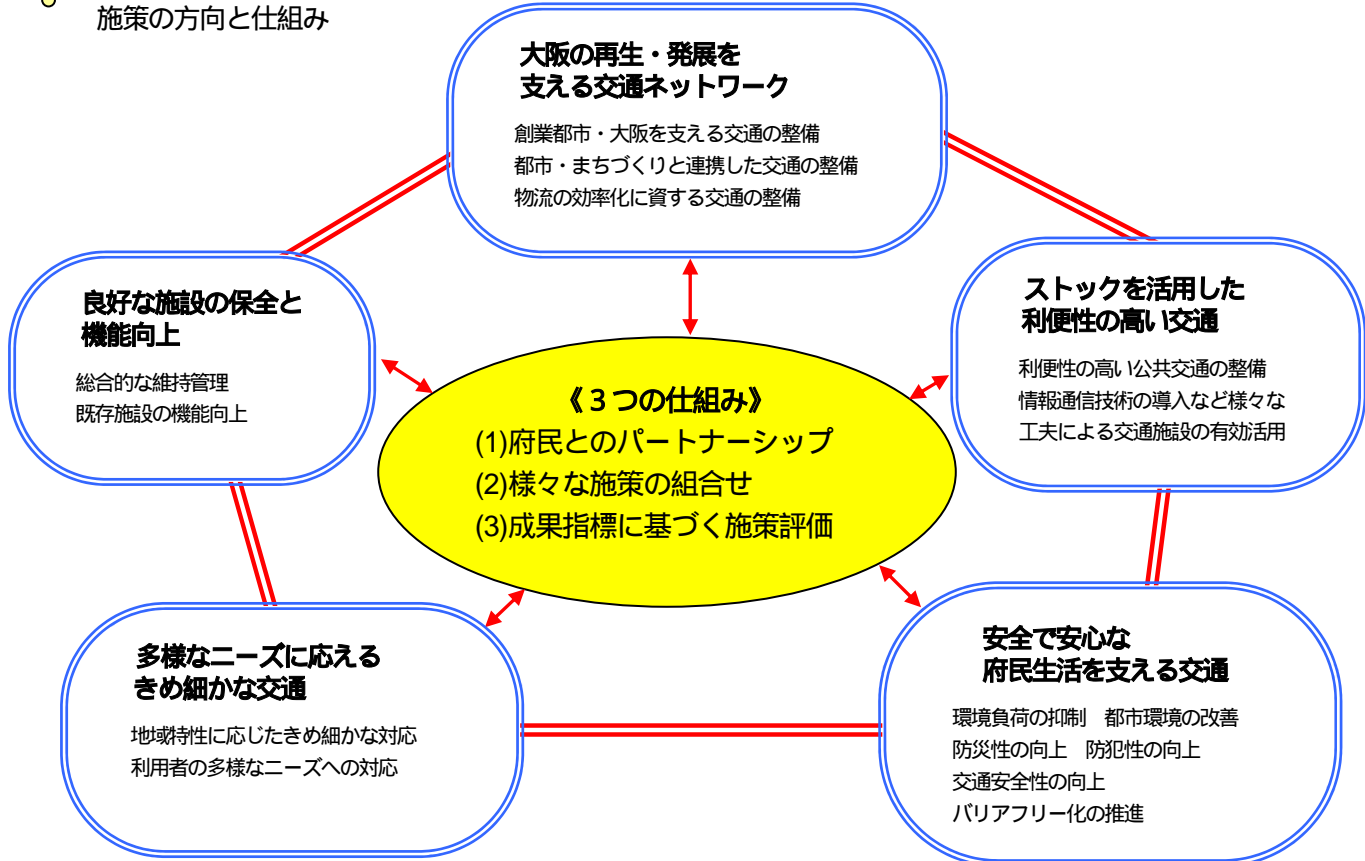 施策の方向と仕組み
大阪の再生・発展を
支える交通ネットワーク
創業都市・大阪を支える交通の整備
都市・まちづくりと連携した交通の整備
物流の効率化に資する交通の整備
良好な施設の保全と
機能向上
総合的な維持管理
既存施設の機能向上
ストックを活用した
利便性の高い交通
利便性の高い公共交通の整備
情報通信技術の導入など様々な
工夫による交通施設の有効活用
《３つの仕組み》
(1)府民とのパートナーシップ
(2)様々な施策の組合せ
(3)成果指標に基づく施策評価
多様なニーズに応える
きめ細かな交通
地域特性に応じたきめ細かな対応
利用者の多様なニーズへの対応
安全で安心な
府民生活を支える交通
環境負荷の抑制　都市環境の改善
防災性の向上　防犯性の向上
交通安全性の向上
バリアフリー化の推進